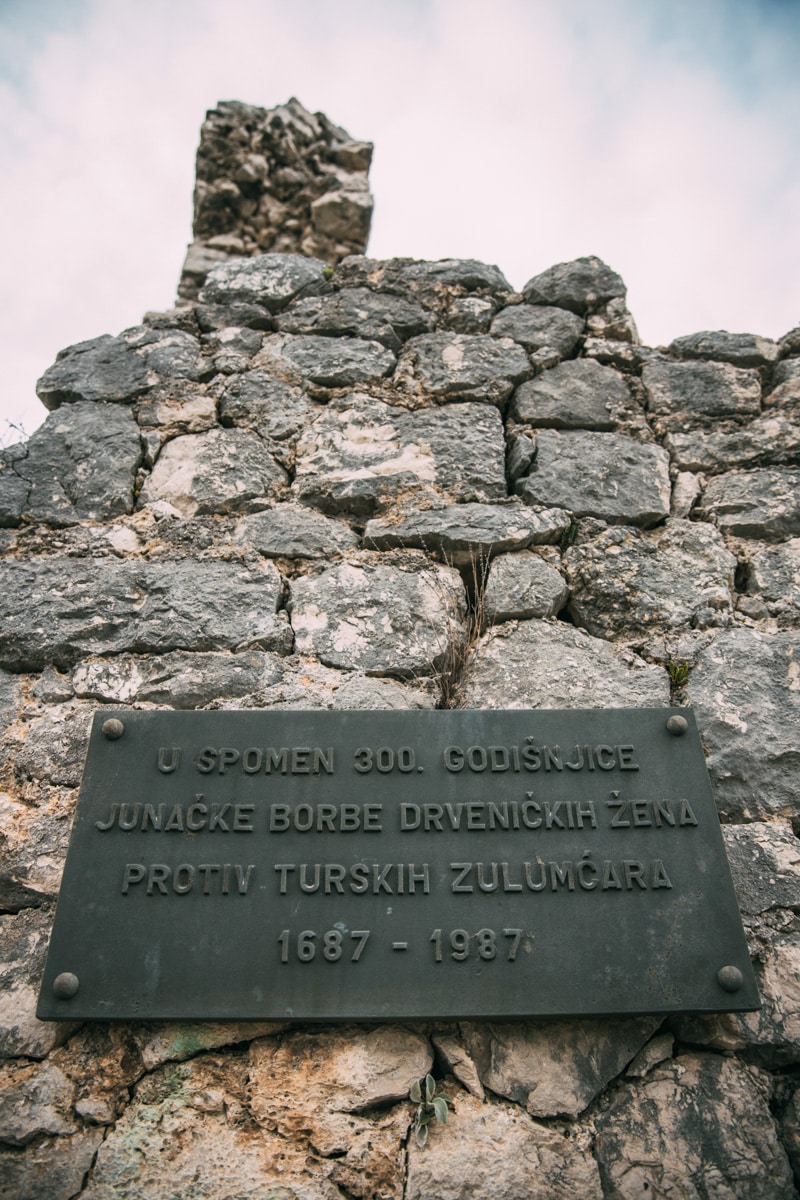 U SPOMEN 300. GODIŠNJICE
JUNAČKE BORBE DRVENIČKIH ŽENA
PROTIV TURSKIH ZULUMĆARA
1687 - 1987